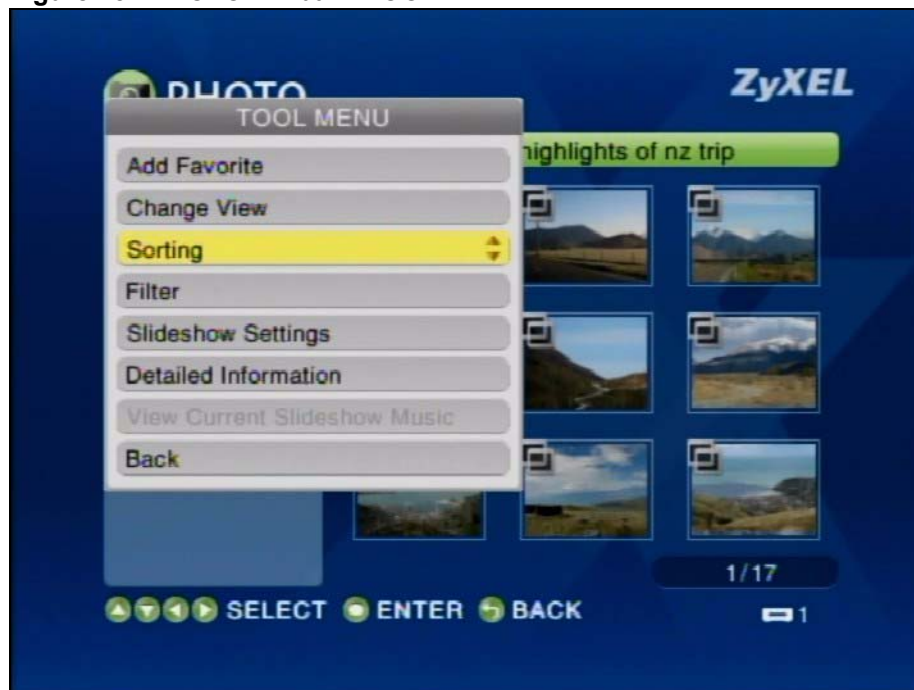 PHOTO
ZyXEL
TOOL MENU
highlights of nz trip
Add Favorite
Change View
Sorting
Filter
Slideshow Settings
Detailed Information
View Current Slideshow Music
Back
1/17
SELECT ENTER BACK
1